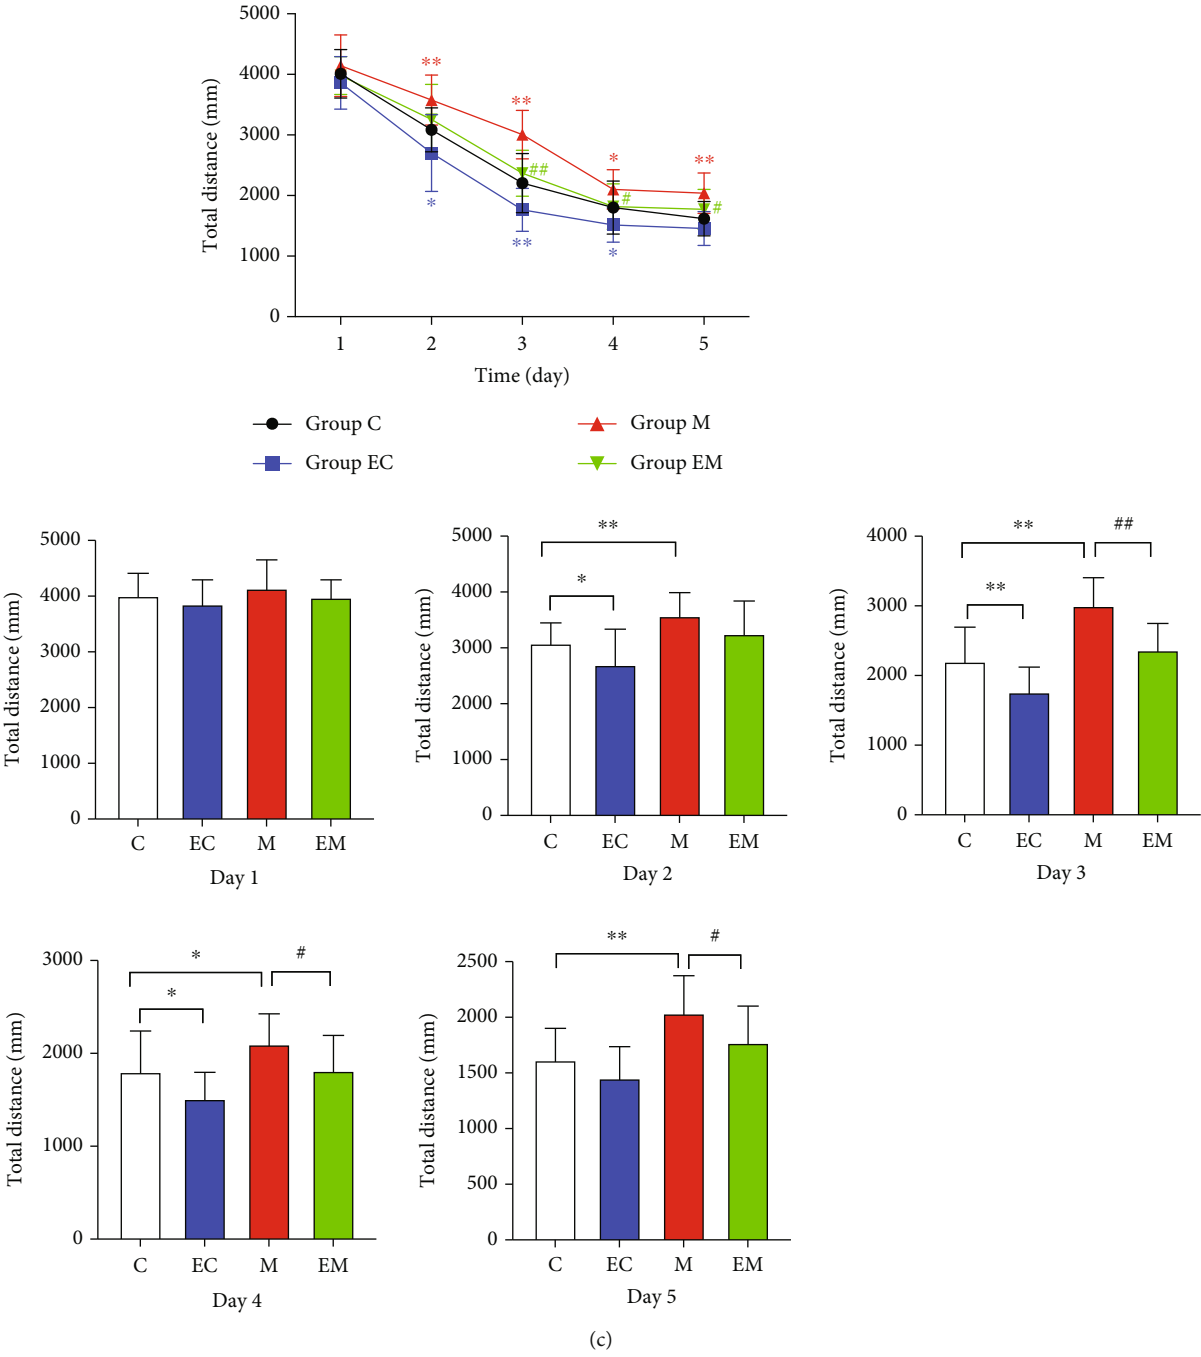 Total distance (mm)
5000
4000
3000
2000
1000
0
**
**
*
**
##
#
#
*
**
*
1 2 3 4 5
Time (day)
Group C Group M
Group EC Group EM
Total distance (mm)
5000
4000
3000
2000
1000
0
C EC M EM
Day 1
Total distance (mm)
5000
4000
3000
2000
1000
0
**
*
C EC M EM
Day 2
Total distance (mm)
4000
3000
2000
1000
0
** ##
**
C EC M EM
Day 3
Total distance (mm)
3000
2000
1000
0
* #
*
C EC M EM
Day 4
Total distance (mm)
2500
2000
1500
1000
500
0
** #
C EC M EM
Day 5
(c)